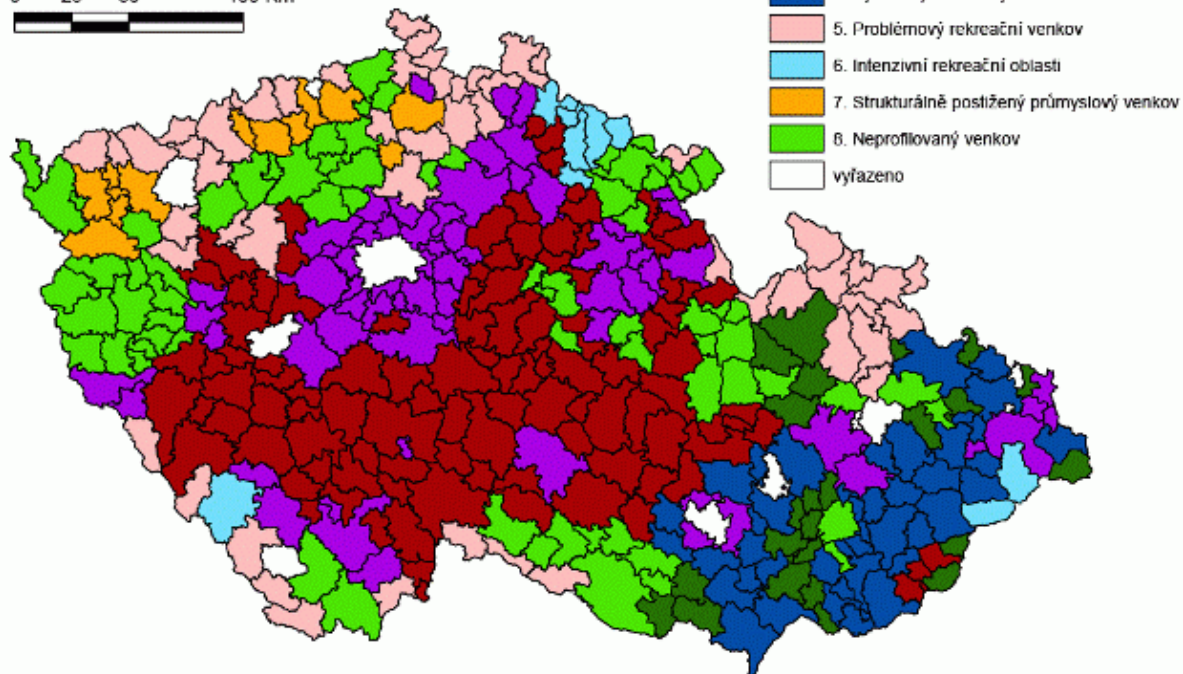 5. Problémový rekreační venkov
6. Intenzivní rekreační oblasti
7. Strukturálně postižený průmyslový venkov
8. Neprofilovaný venkov
vyřazeno